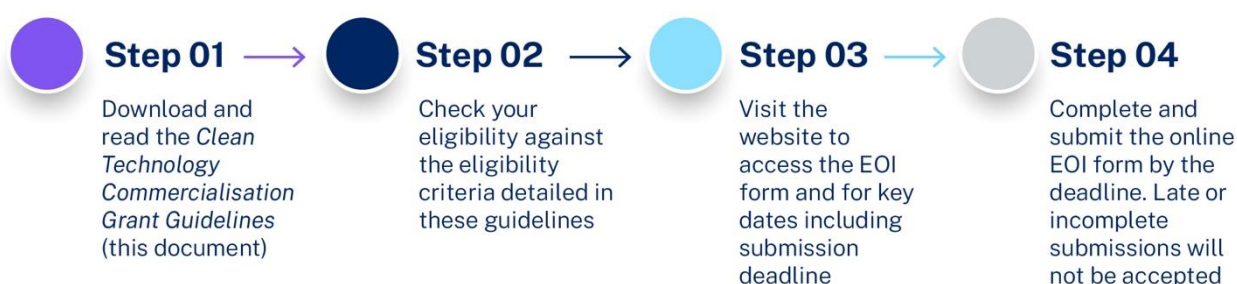 Step 01
Download and
read the Clean
Technology
Commercialisation
Grant Guidelines
(this document)
Step 02
Check your
eligibility against
the eligibility
criteria detailed in
these guidelines
Step 03
Visit the
website to
access the EOI
form and for key
dates including
submission
deadline
Step 04
Complete and
submit the online
EOI form by the
deadline. Late or
incomplete
submissions will
not be accepted